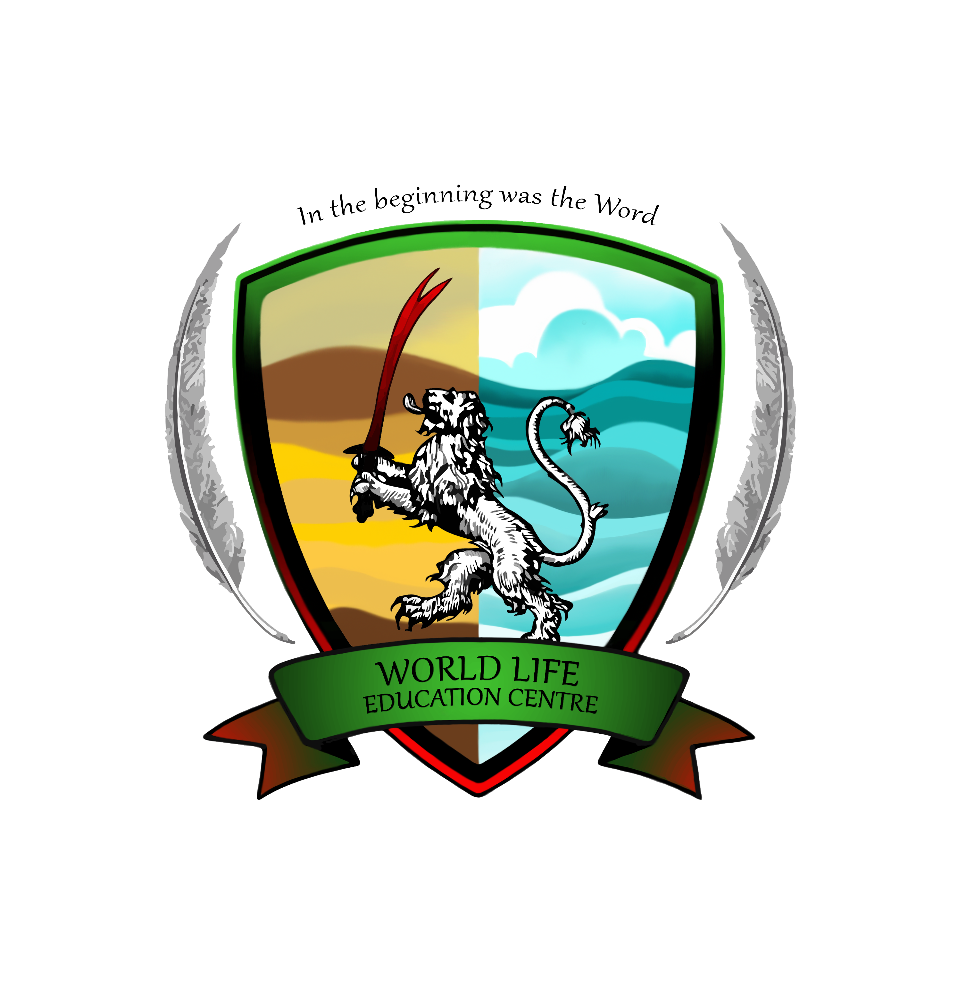 In the beginning was the Word
WORLD LIFE
EDUCATION CENTRE